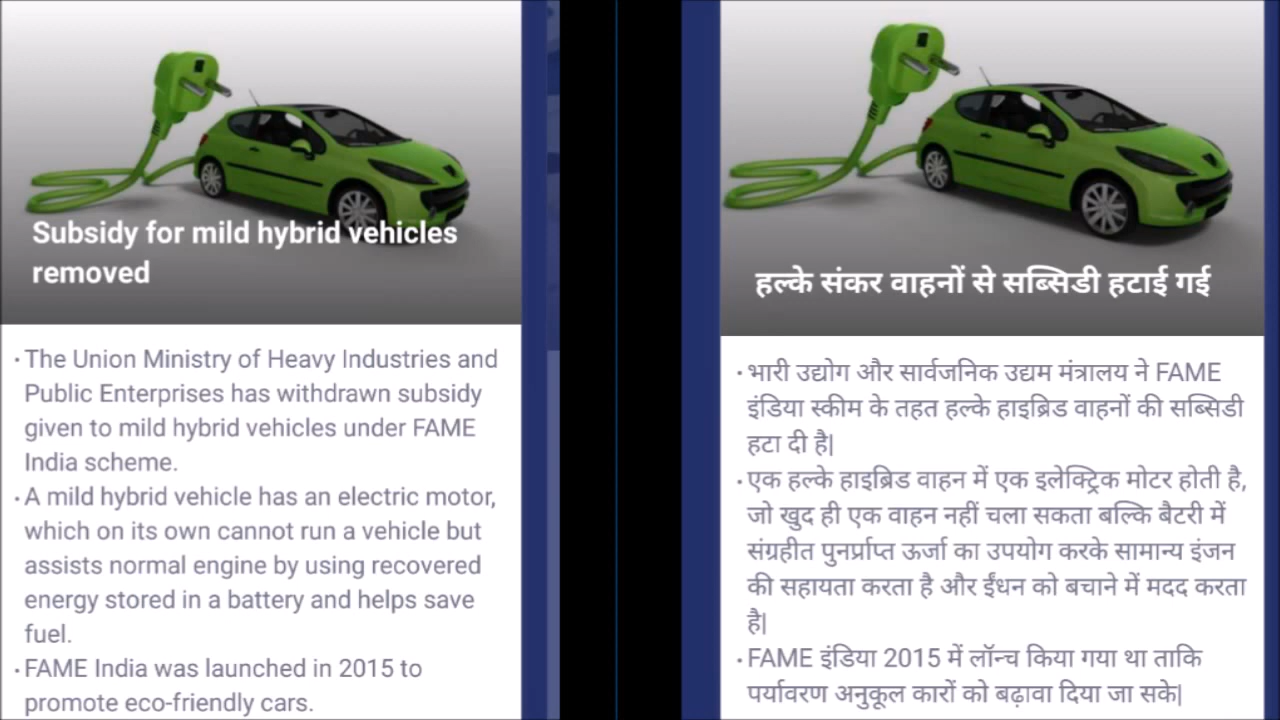 Subsidy for mild hybrid vehicles
removed
• The Union Ministry of Heavy Industries and
Public Enterprises has withdrawn subsidy
given to mild hybrid vehicles under FAME
India scheme.
• A mild hybrid vehicle has an electric motor,
which on its own cannot run a vehicle but
assists normal engine by using recovered
energy stored in a battery and helps save
fuel.
• FAME India was launched in 2015 to
promote eco-friendly cars.
हल्के संकर वाहनों से सब्सिडी हटाई गई
• भारी उद्योग और सार्वजनिक उद्यम मंत्रालय ने FAME
इंडिया स्कीम के तहत हल्के हाइब्रिड वाहनों की सब्सिडी
हटा दी है|
• एक हल्के हाइब्रिड वाहन में एक इलेक्ट्रिक मोटर होती है,
जो खुद ही एक वाहन नहीं चला सकता बल्कि बैटरी में
संग्रहीत पुनर्प्राप्त ऊर्जा का उपयोग करके सामान्य इंजन
की सहायता करता है और ईंधन को बचाने में मदद करता
है|
• FAME इंडिया 2015 में लॉन्च किया गया था ताकि
पर्यावरण अनुकूल कारों को बढ़ावा दिया जा सके|